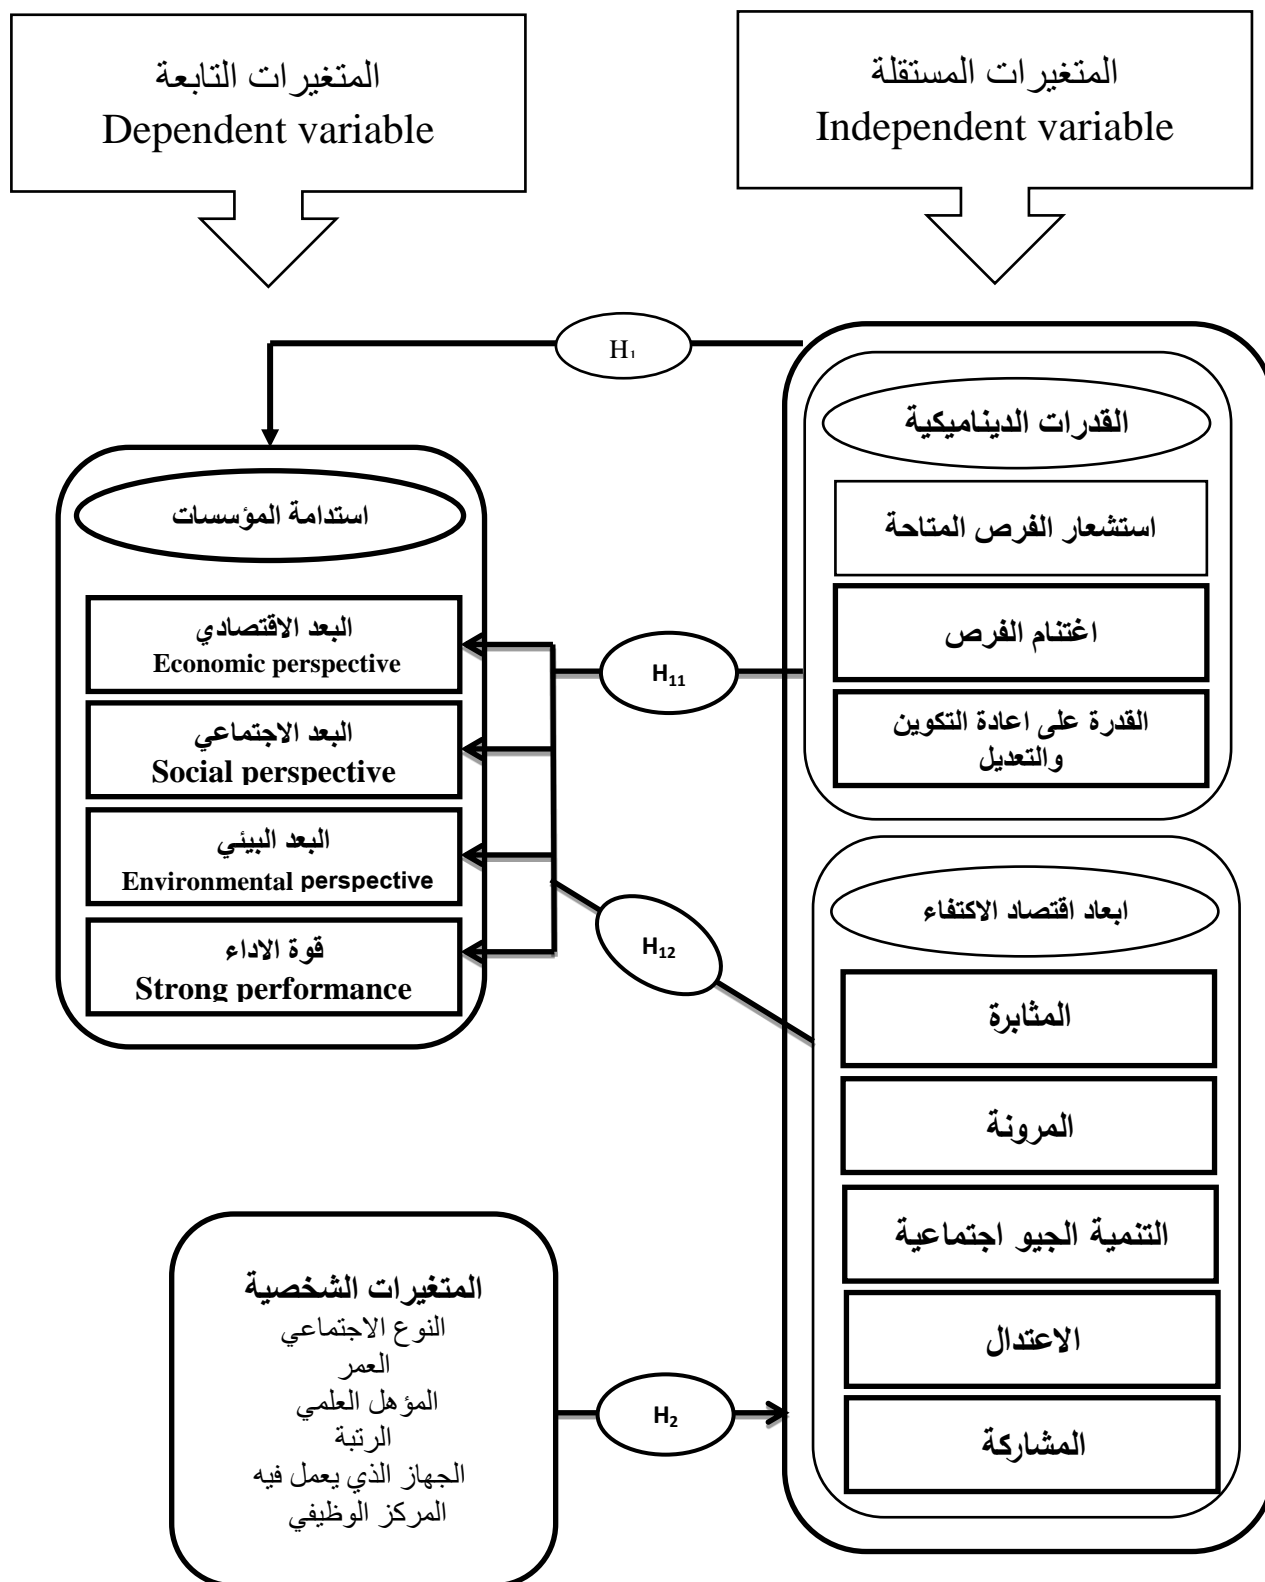 المتغيرات المستقلة
Independent variable
المتغيرات التابعة
Dependent variable
H₁
القدرات الديناميكية
استشعار الفرص المتاحة
اغتنام الفرص
القدرة على اعادة التكوين
والتعديل
استدامة المؤسسات
البعد الاقتصادي
Economic perspective
البعد الاجتماعي
Social perspective
البعد البيئي
Environmental perspective
قوة الاداء
Strong performance
H₁₁
H₁₂
ابعاد اقتصاد الاكتفاء
المثابرة
المرونة
التنمية الجيو اجتماعية
الاعتدال
المشاركة
المتغيرات الشخصية
النوع الاجتماعي
العمر
المؤهل العلمي
الرتبة
الجهاز الذي يعمل فيه
المركز الوظيفي
H₂